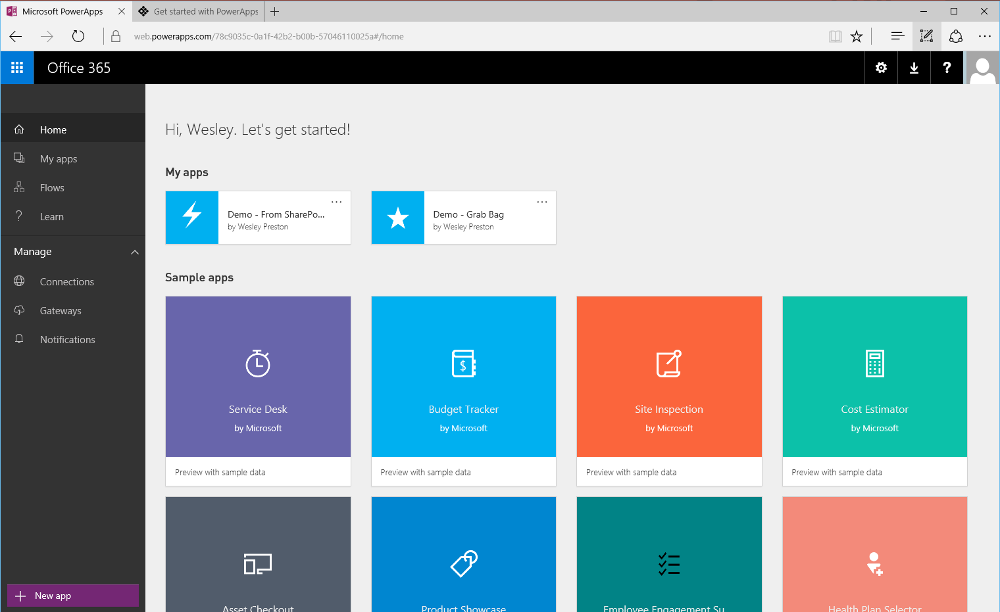 Microsoft PowerApps
Get started with PowerApps
web.powerapps.com/78c9035c-0a1f-42b2-b00b-57046110025a#/home
Office 365
?
Home
My apps
Flows
? Learn
Manage
Connections
Gateways
Notifications
New app
Hi, Wesley. Let's get started!
My apps
Demo - From SharePo...
by Wesley Preston
Demo - Grab Bag
by Wesley Preston
Sample apps
Service Desk
by Microsoft
Preview with sample data
$
Budget Tracker
by Microsoft
Preview with sample data
Site Inspection
by Microsoft
Preview with sample data
Cost Estimator
by Microsoft
Preview with sample data
Asset Checkout
Product Showcase
Employee Engagement Su
Health Plan Selector